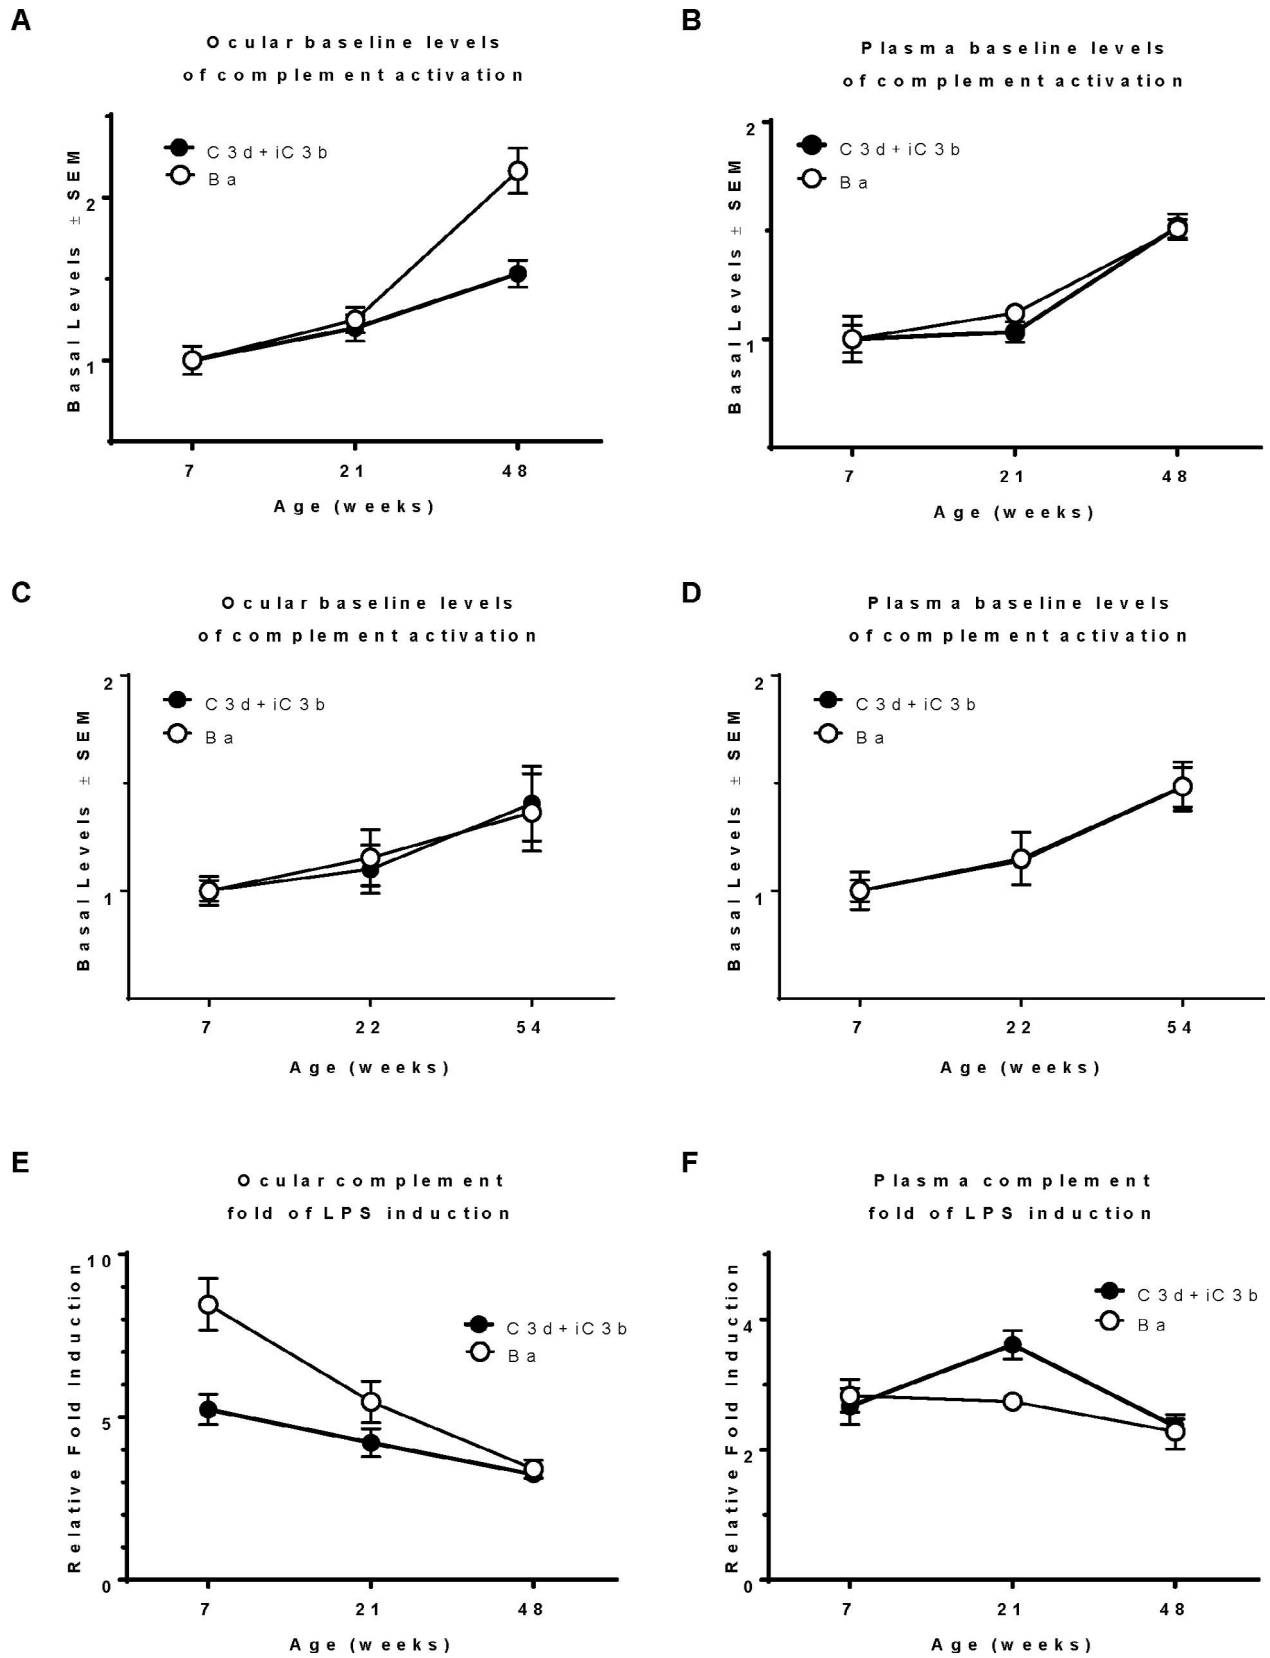 A
Ocular baseline levels
of complement activation
C3d+iC3b
Ba
Basal Levels ± SEM
2
1
7 21 48
Age (weeks)
B
Plasma baseline levels
of complement activation
C3d+iC3b
Ba
Basal Levels ± SEM
2
1
7 21 48
Age (weeks)
C
Ocular baseline levels
of complement activation
C3d+iC3b
Ba
Basal Levels ± SEM
2
1
7 22 54
Age (weeks)
D
Plasma baseline levels
of complement activation
C3d+iC3b
Ba
Basal Levels ± SEM
2
1
7 22 54
Age (weeks)
E
Ocular complement
fold of LPS induction
C3d+iC3b
Ba
Relative Fold Induction
10
5
0
7 21 48
Age (weeks)
F
Plasma complement
fold of LPS induction
C3d+iC3b
Ba
Relative Fold Induction
4
2
0
7 21 48
Age (weeks)